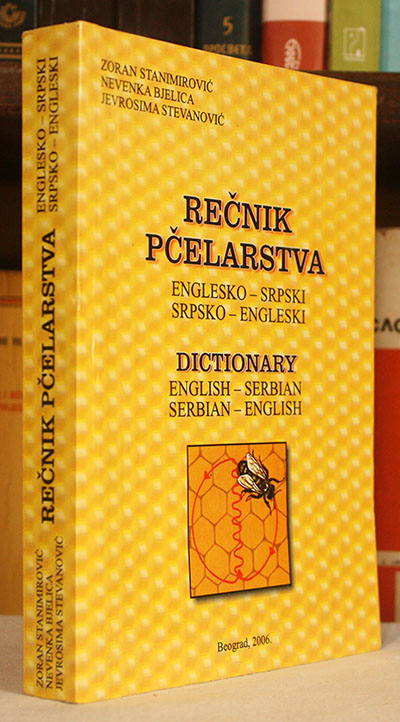 ZORAN STANIMIROVIĆ
NEVENKA BJELICA
JEVROSIMA STEVANOVIĆ
REČNIK
PČELARSTVA
ENGLESKO – SRPSKI
SRPSKO – ENGLESKI
DICTIONARY
ENGLISH – SERBIAN
SERBIAN – ENGLISH
Beograd, 2006.
ENGLESKO – SRPSKI
SRPSKO – ENGLESKI
REČNIK PČELARSTVA
ZORAN STANIMIROVIĆ
NEVENKA BJELICA
JEVROSIMA STEVANOVIĆ
5